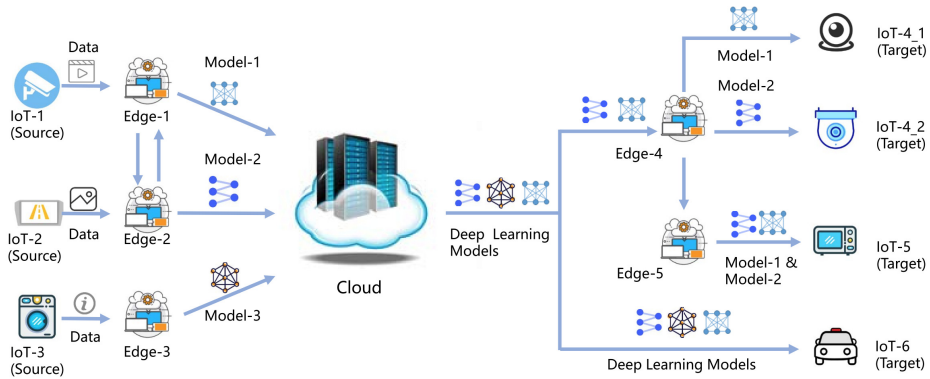 Data
Model-1
IoT-1
(Source)
Edge-1
Model-2
IoT-2
(Source)
Data
Edge-2
IoT-3
(Source)
Data
Edge-3
Model-3
Cloud
Deep Learning
Models
Edge-4
Model-1
IoT-4_1
(Target)
Model-2
IoT-4_2
(Target)
Edge-5
Model-1 &
Model-2
IoT-5
(Target)
Deep Learning Models
IoT-6
(Target)